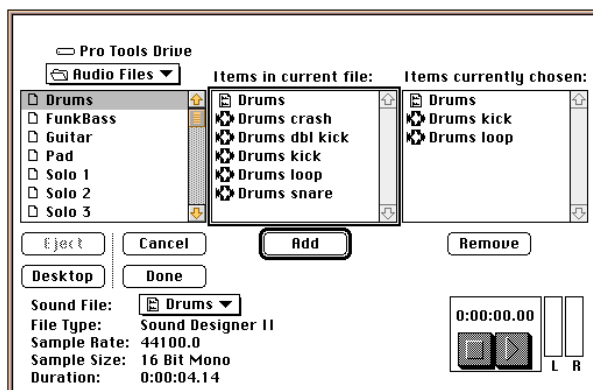 Pro Tools Drive
Audio Files
Items in current file:
Items currently chosen:
Drums
FunkBass
Guitar
Pad
Solo 1
Solo 2
Solo 3
Drums
Drums crash
Drums dbl kick
Drums kick
Drums loop
Drums snare
Drums
Drums kick
Drums loop
Eject
Cancel
Add
Remove
Desktop
Done
Sound File: Drums
File Type: Sound Designer II
Sample Rate: 44100.0
Sample Size: 16 Bit Mono
Duration: 0:00:04.14
0:00:00.00
L R